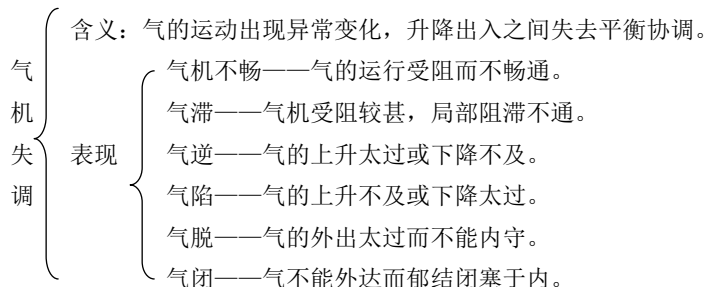 气机失调
含义：气的运动出现异常变化，升降出入之间失去平衡协调。
表现
气机不畅——气的运行受阻而不畅通。
气滞——气机受阻较甚，局部阻滞不通。
气逆——气的上升太过或下降不及。
气陷——气的上升不及或下降太过。
气脱——气的外出太过而不能内守。
气闭——气不能外达而郁结闭塞于内。